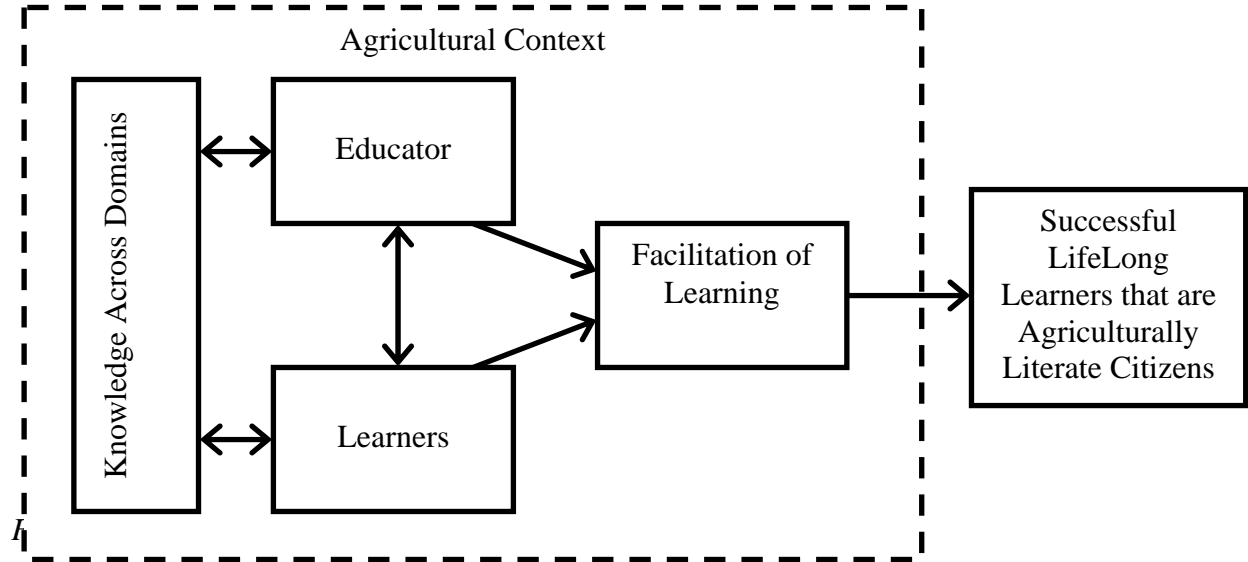 Agricultural Context
Knowledge Across Domains
Educator
Learners
Facilitation of
Learning
Successful
LifeLong
Learners that are
Agriculturally
Literate Citizens